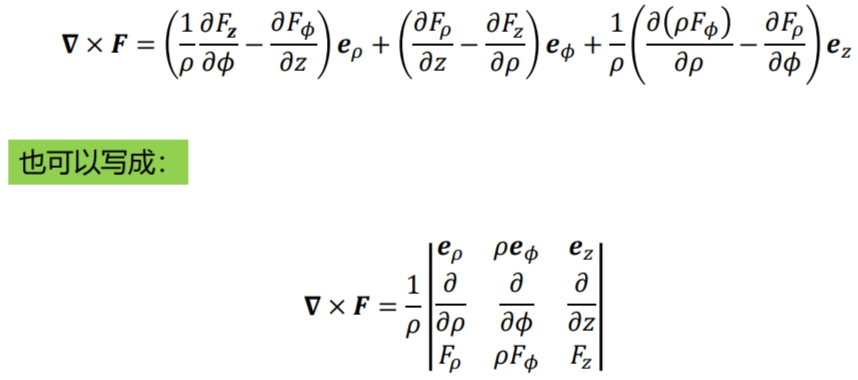 ∇ × F = (1/ρ ∂F_z/∂ϕ − ∂F_ϕ/∂z) e_ρ + (∂F_ρ/∂z − ∂F_z/∂ρ) e_ϕ + 1/ρ (∂(ρF_ϕ)/∂ρ − ∂F_ρ/∂ϕ) e_z
也可以写成：
∇ × F = 1/ρ | e_ρ ρe_ϕ e_z |
| ∂/∂ρ ∂/∂ϕ ∂/∂z |
| F_ρ ρF_ϕ F_z |